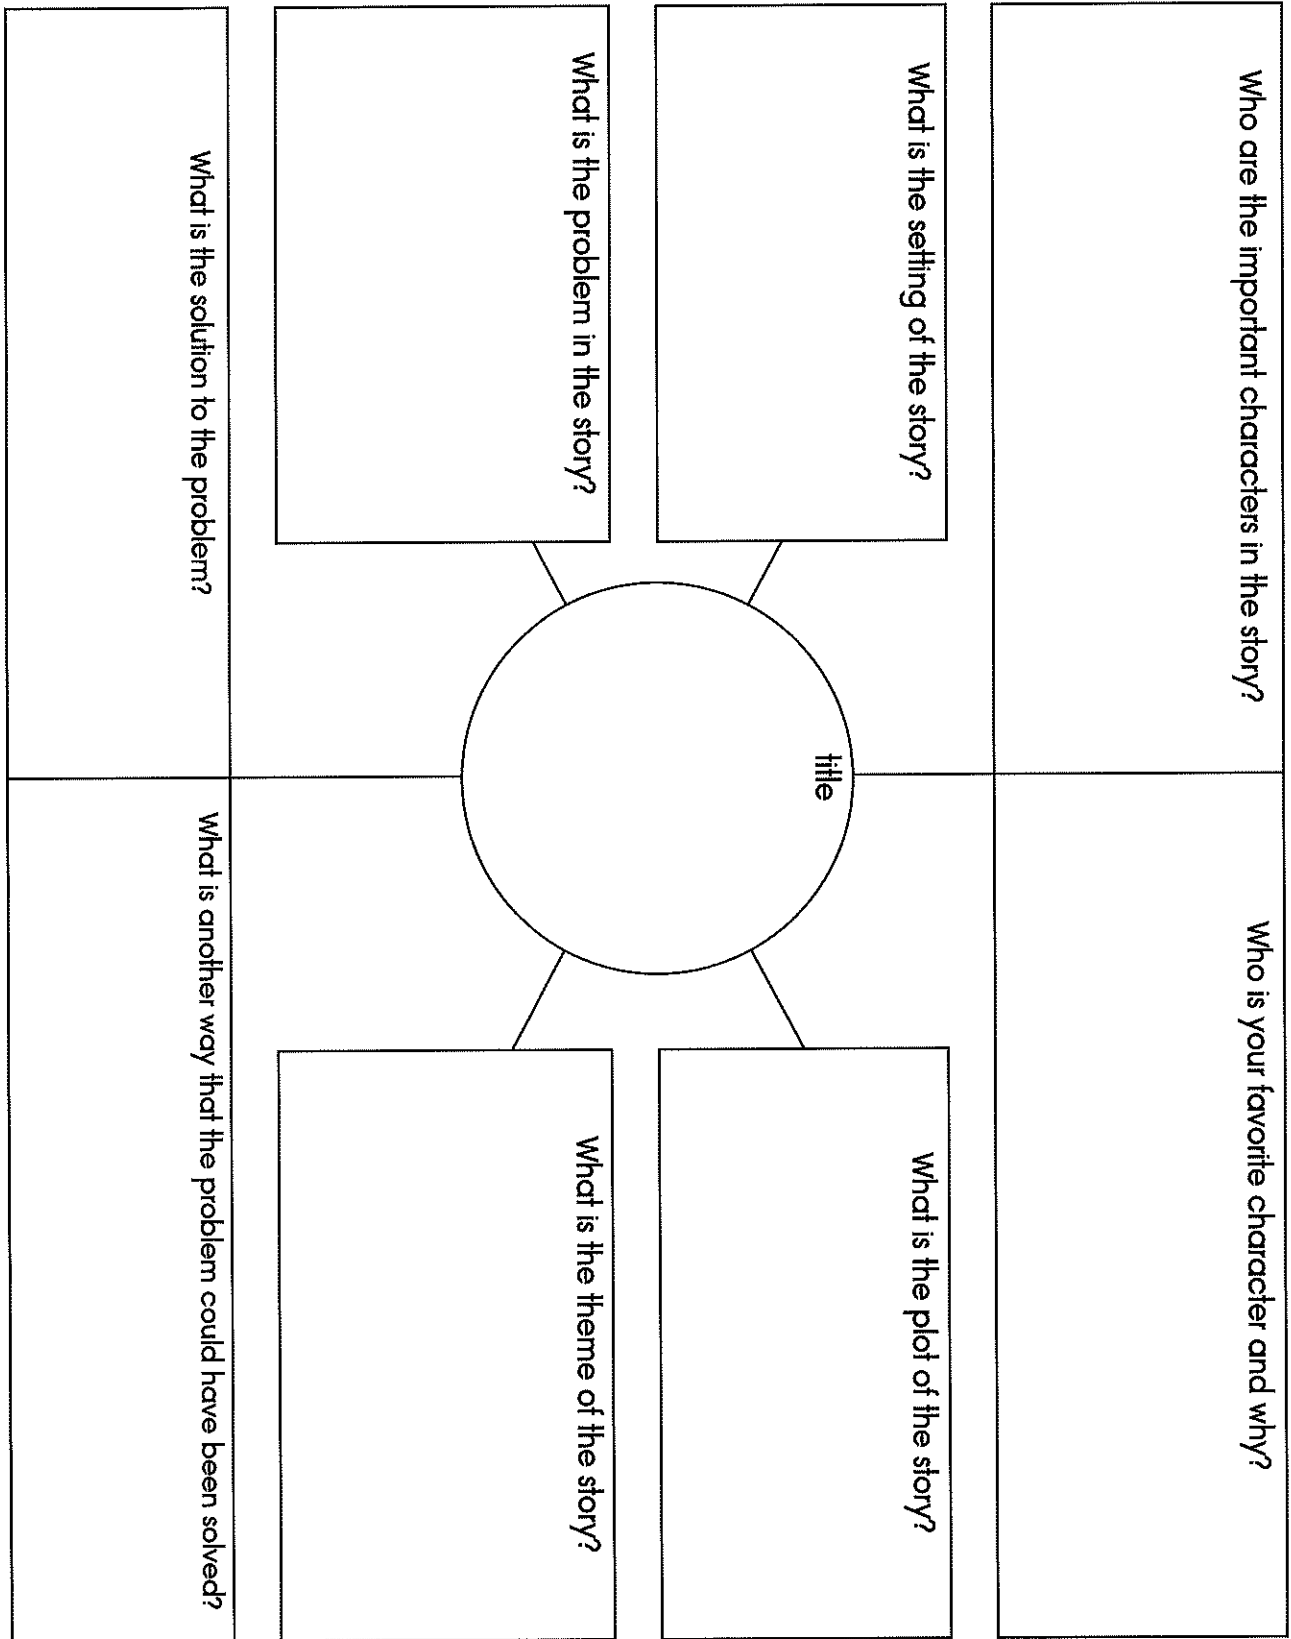 Who are the important characters in the story?
Who is your favorite character and why?
What is the setting of the story?
What is the plot of the story?
title
What is the problem in the story?
What is the theme of the story?
What is the solution to the problem?
What is another way that the problem could have been solved?